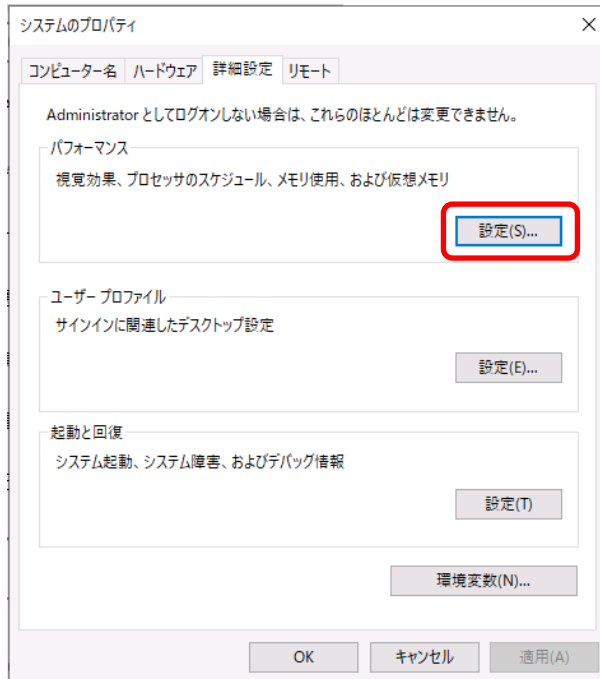 システムのプロパティ
コンピューター名 ハードウェア 詳細設定 リモート
Administrator としてログオンしない場合は、これらのほとんどは変更できません。
パフォーマンス
視覚効果、プロセッサのスケジュール、メモリ使用、および仮想メモリ
設定(S)...
ユーザー プロファイル
サインインに関連したデスクトップ設定
設定(E)...
起動と回復
システム起動、システム障害、およびデバッグ情報
設定(T)
環境変数(N)...
OK キャンセル 適用(A)